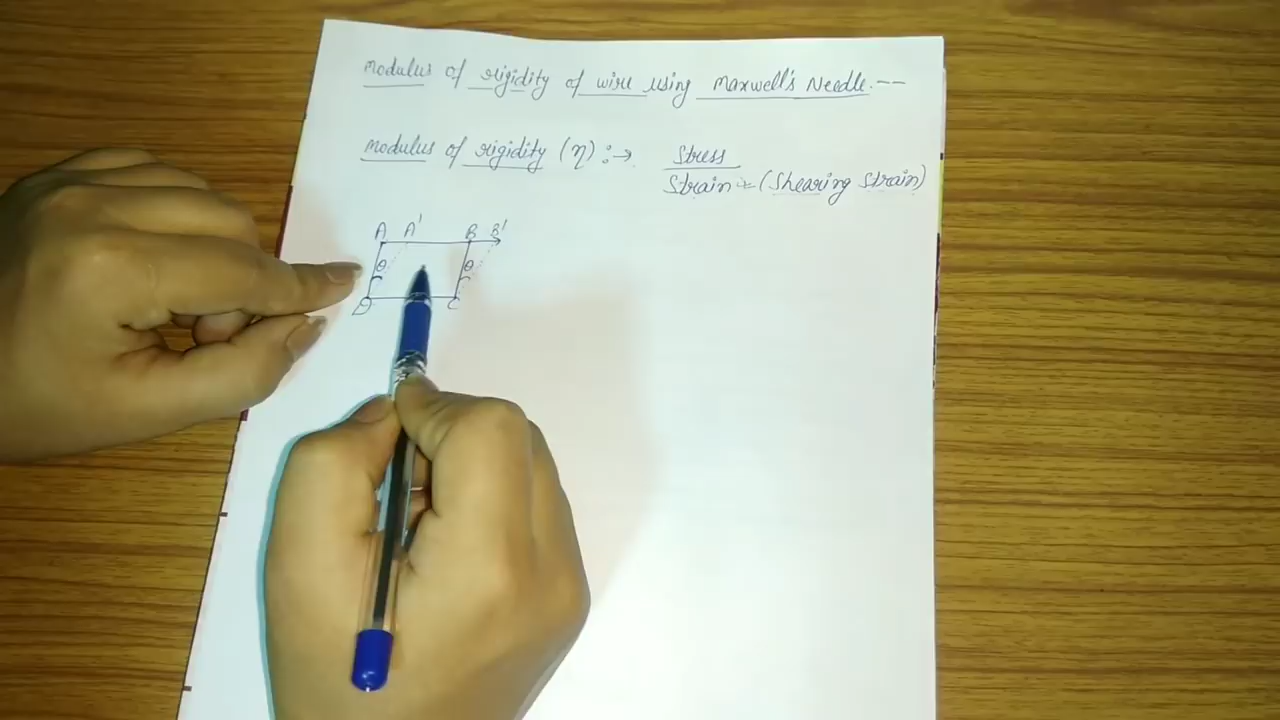 Modulus of rigidity of wire using Maxwell's Needle.--
Modulus of rigidity (η) :→ Stress
Strain = (Shearing Strain)
A A' B B'
θ θ
D C